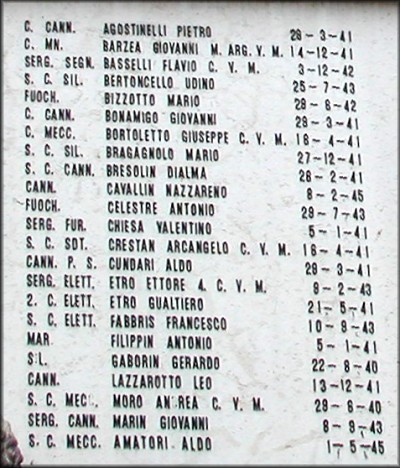 C. CANN. AGOSTINELLI PIETRO 28-3-41
C. MN. BARZEA GIOVANNI M. ARG. V. M. 14-12-41
SERG. SEGN. BASSELLI FLAVIO C. V. M. 3-12-42
S. C. SIL. BERTONCELLO UDINO 25-7-43
FUOCH. BIZZOTTO MARIO 28-8-42
C. CANN. BONAMIGO GIOVANNI 28-3-41
C. MECC. BORTOLETTO GIUSEPPE C. V. M. 16-4-41
S. C. SIL. BRAGAGNOLO MARIO 27-12-41
S. C. CANN. BRESOLIN DIALMA 28-2-41
CANN. CAVALLIN NAZZARENO 8-2-45
FUOCH. CELESTRE ANTONIO 29-7-43
SERG. FUR. CHIESA VALENTINO 5-1-41
S. C. SDT. CRESTAN ARCANGELO C. V. M. 16-4-41
CANN. P. S. CUNDARI ALDO 28-3-41
SERG. ELETT. ETRO ETTORE 4. C. V. M. 9-2-43
2. C. ELETT. ETRO GUALTIERO 21-5-41
S. C. ELETT. FABBRIS FRANCESCO 10-9-43
MAR. FILIPPIN ANTONIO 5-1-41
SIL. GABORIN GERARDO 22-8-40
CANN. LAZZAROTTO LEO 13-12-41
S. C. MECC. MORO ANDREA C. V. M. 28-6-40
SERG. CANN. MARIN GIOVANNI 8-9-43
S. C. MECC. AMATORI ALDO 1-5-45